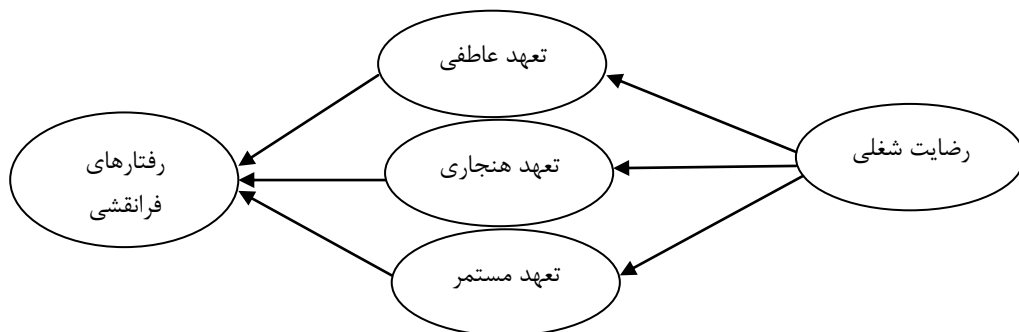 تعهد عاطفی
رضایت شغلی
تعهد هنجاری
رفتارهای
فرانقشی
تعهد مستمر